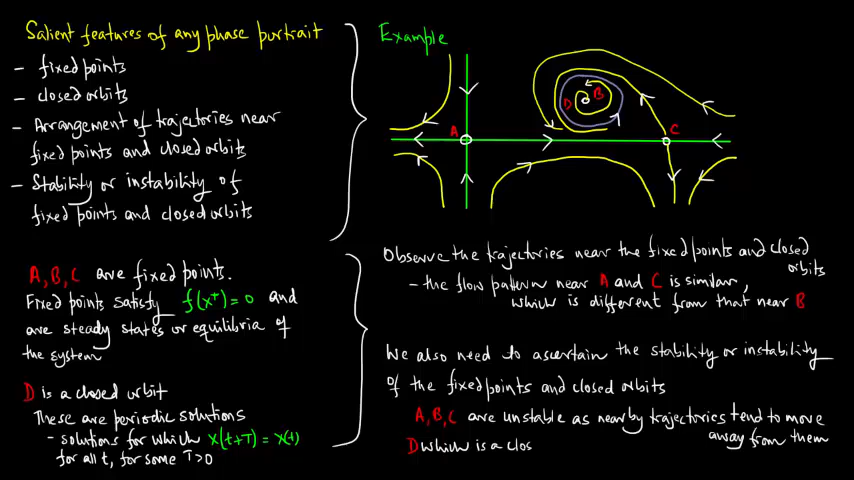 Salient features of any phase portrait
- fixed points
- closed orbits
- Arrangement of trajectories near
fixed points and closed orbits
- Stability or instability of
fixed points and closed orbits
Example
A
D
B
C
A, B, C are fixed points.
Fixed points satisfy f(x*)=0 and
are steady states or equilibria of
the system
D is a closed orbit
These are periodic solutions
- solutions for which x(t+T) = x(t)
for all t, for some T>0
Observe the trajectories near the fixed points and closed
orbits
- the flow pattern near A and C is similar,
which is different from that near B
We also need to ascertain the stability or instability
of the fixed points and closed orbits
A, B, C are unstable as nearby trajectories tend to move
away from them
D which is a clos